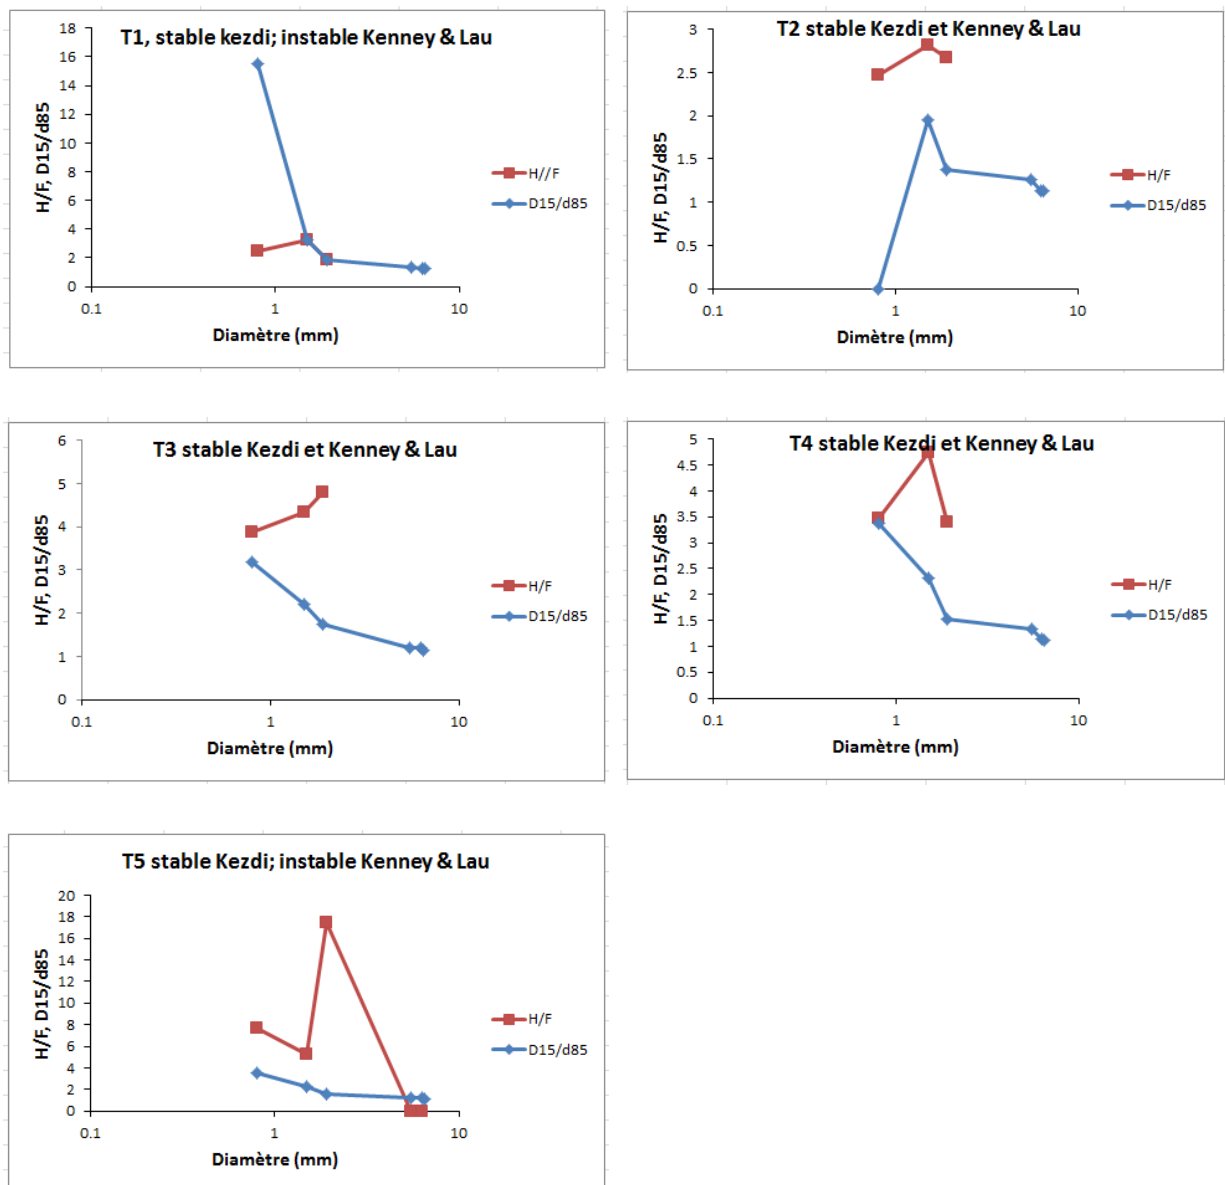 T1, stable kezdi; instable Kenney & Lau
18
16
14
12
10
8
6
4
2
0
H/F, D15/d85
0.1
1
10
Diamètre (mm)
H//F
D15/d85
T2 stable Kezdi et Kenney & Lau
3
2.5
2
1.5
1
0.5
0
H/F, D15/d85
0.1
1
10
Dimètre (mm)
H/F
D15/d85
T3 stable Kezdi et Kenney & Lau
6
5
4
3
2
1
0
H/F, D15/d85
0.1
1
10
Diamètre (mm)
H/F
D15/d85
T4 stable Kezdi et Kenney & Lau
5
4.5
4
3.5
3
2.5
2
1.5
1
0.5
0
H/F, D15/d85
0.1
1
10
Diamètre (mm)
H/F
D15/d85
T5 stable Kezdi; instable Kenney & Lau
20
18
16
14
12
10
8
6
4
2
0
H/F, D15/d85
0.1
1
10
Diamètre (mm)
H/F
D15/d85